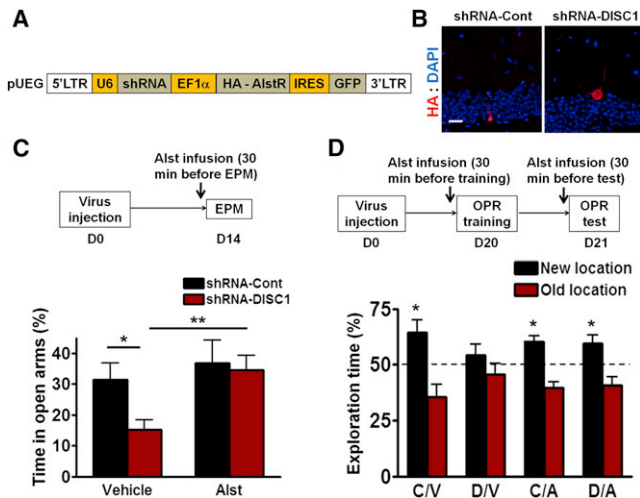 A
pUEG 5'LTR U6 shRNA EF1α HA - AlstR IRES GFP 3'LTR
B
shRNA-Cont shRNA-DISC1
HA : DAPI
C
Alst infusion (30
min before EPM)
Virus
injection
EPM
D0 D14
shRNA-Cont
shRNA-DISC1
Time in open arms (%)
40
30
20
10
0
*
**
Vehicle Alst
D
Alst infusion (30
min before training)
Alst infusion (30
min before test)
Virus
injection
OPR
training
OPR
test
D0 D20 D21
New location
Old location
Exploration time (%)
75
50
25
0
* * *
C/V D/V C/A D/A